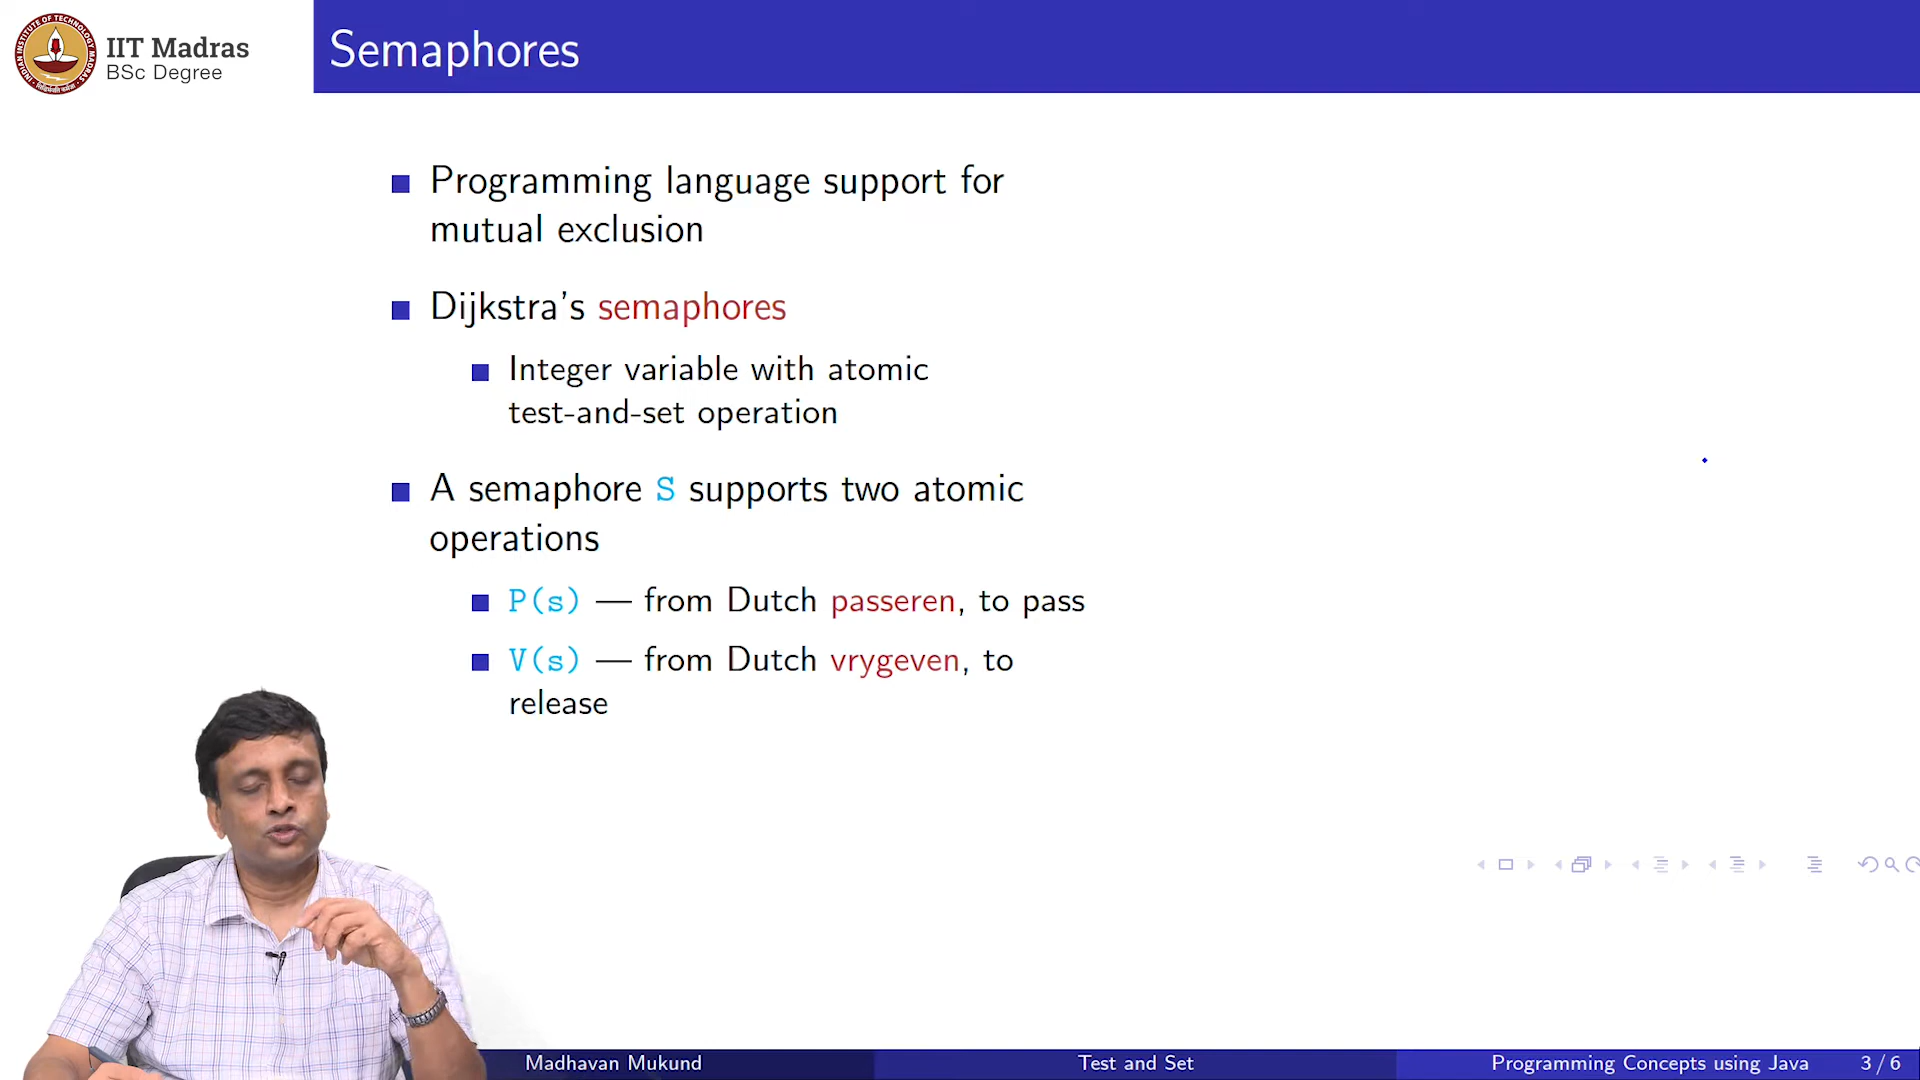 IIT Madras
BSc Degree
Semaphores
Programming language support for
mutual exclusion
Dijkstra's semaphores
Integer variable with atomic
test-and-set operation
A semaphore S supports two atomic
operations
P(s) — from Dutch passeren, to pass
V(s) — from Dutch vrygeven, to
release
Madhavan Mukund
Test and Set
Programming Concepts using Java
3 / 6